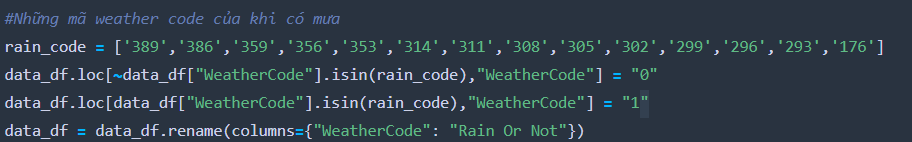 #Những mã weather code của khi có mưa
rain_code = ['389','386','359','356','353','314','311','308','305','302','299','296','293','176']
data_df.loc[~data_df["WeatherCode"].isin(rain_code),"WeatherCode"] = "0"
data_df.loc[data_df["WeatherCode"].isin(rain_code),"WeatherCode"] = "1"
data_df = data_df.rename(columns={"WeatherCode": "Rain Or Not"})